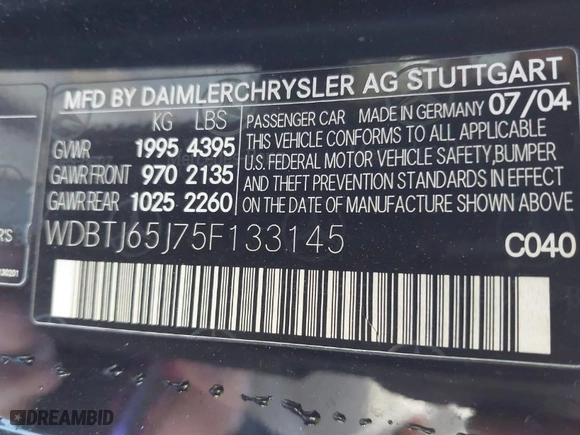 MFD BY DAIMLERCHRYSLER AG STUTTGART
KG LBS
GVWR 1995 4395
GAWR FRONT 970 2135
GAWR REAR 1025 2260
PASSENGER CAR MADE IN GERMANY 07/04
THIS VEHICLE CONFORMS TO ALL APPLICABLE
U.S. FEDERAL MOTOR VEHICLE SAFETY, BUMPER
AND THEFT PREVENTION STANDARDS IN EFFECT
ON THE DATE OF MANUFACTURE SHOWN ABOVE
WDBTJ65J75F133145
C040
DREAMBID